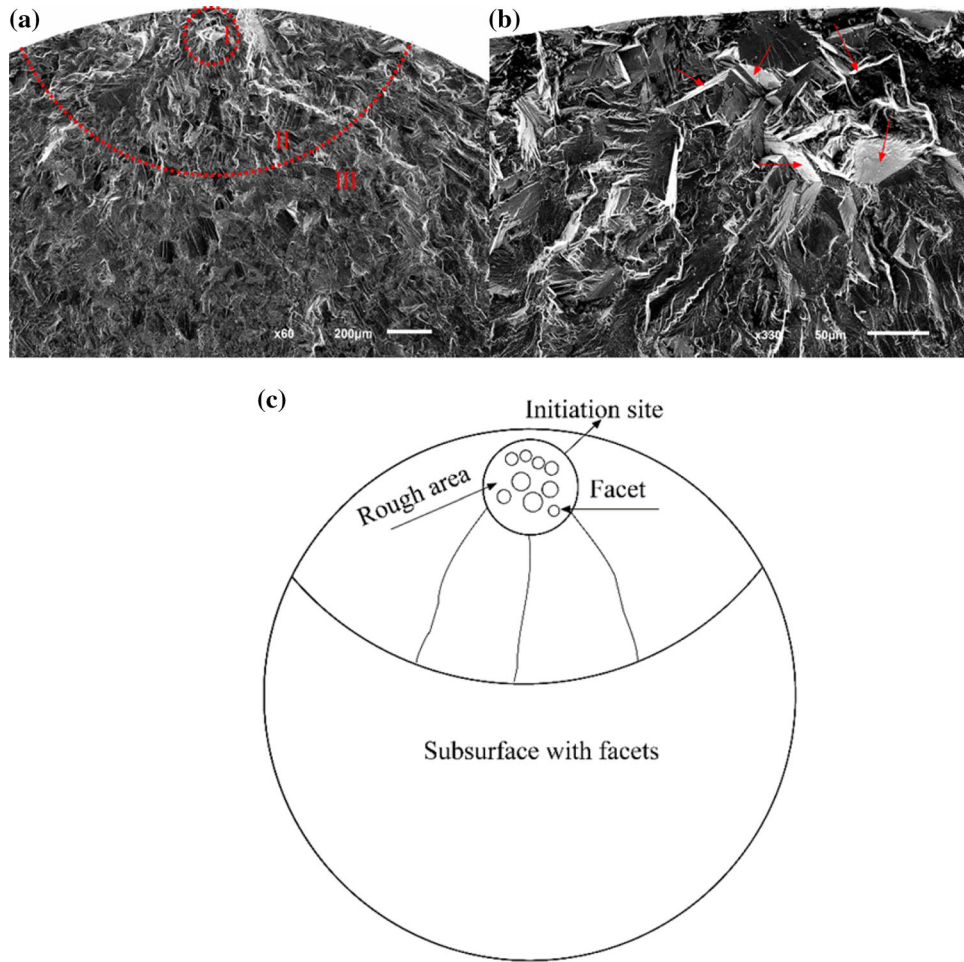 (a)
I
II
III
x60 200μm
(b)
x330 50μm
(c)
Initiation site
Rough area
Facet
Subsurface with facets